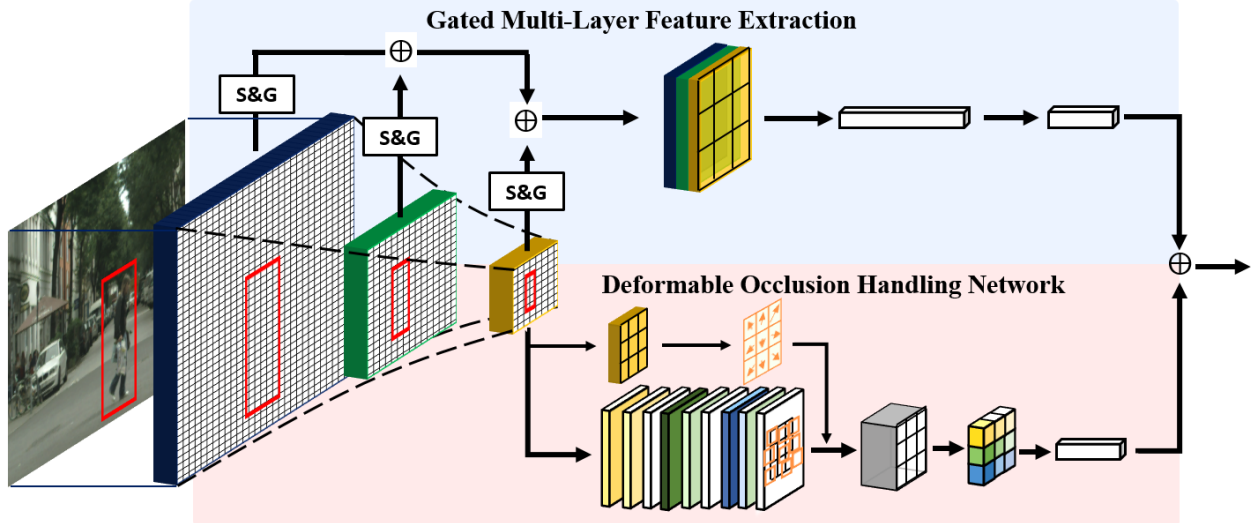 Gated Multi-Layer Feature Extraction
S&G
S&G
S&G
Deformable Occlusion Handling Network